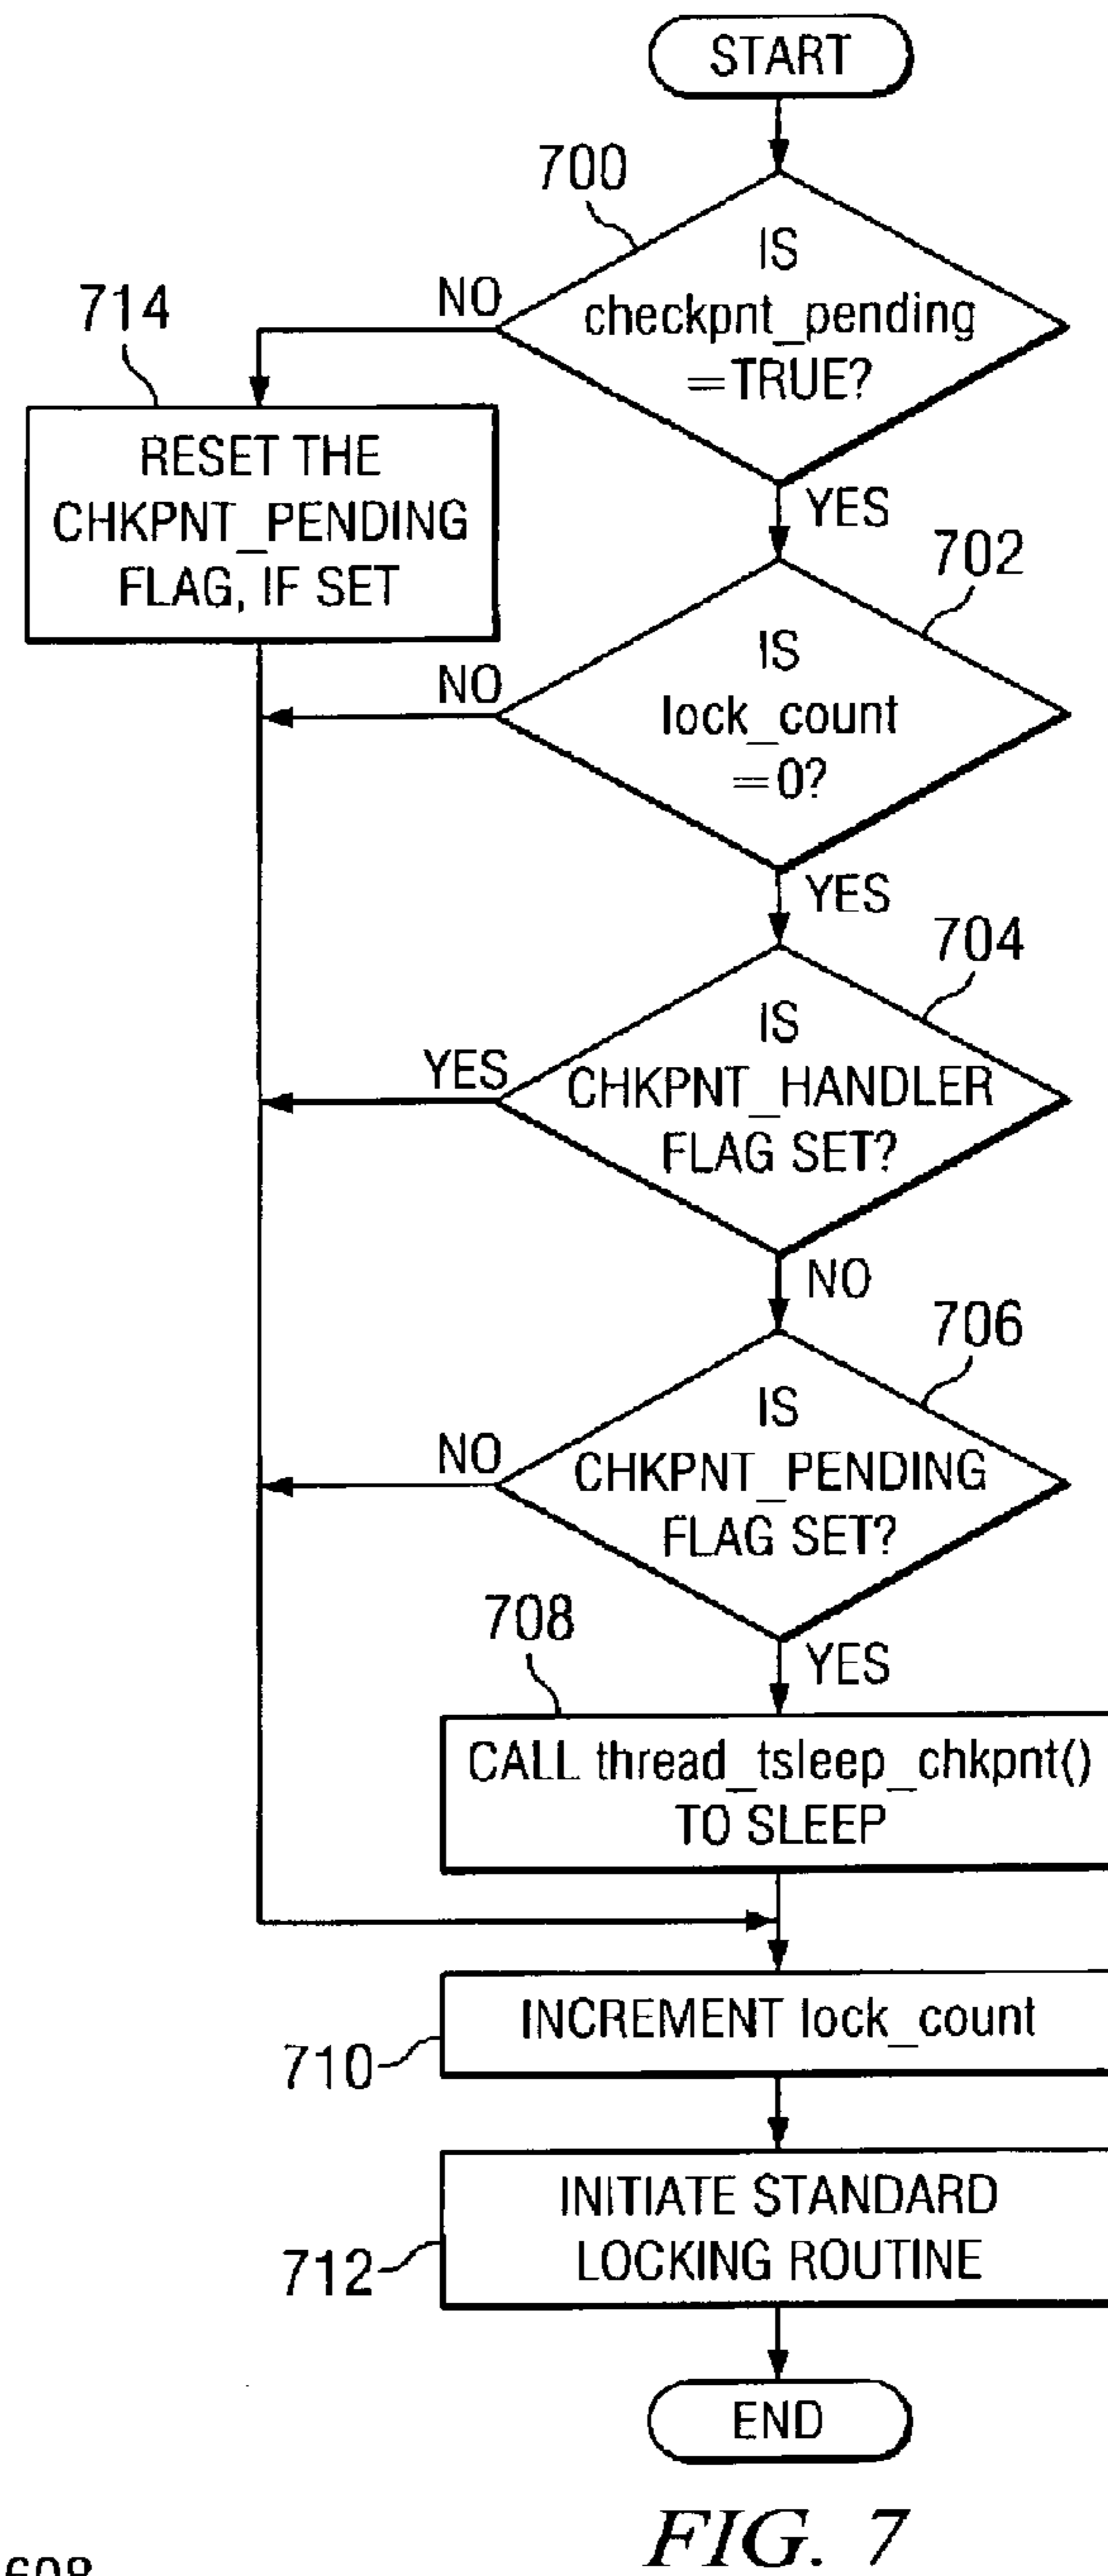 START
700
IS
checkpnt_pending
=TRUE?
NO
YES
714
RESET THE
CHKPNT_PENDING
FLAG, IF SET
702
IS
lock_count
=0?
NO
YES
704
IS
CHKPNT_HANDLER
FLAG SET?
YES
NO
706
IS
CHKPNT_PENDING
FLAG SET?
NO
YES
708
CALL thread_tsleep_chkpnt()
TO SLEEP
INCREMENT lock_count
710
INITIATE STANDARD
LOCKING ROUTINE
712
END
FIG. 7
608